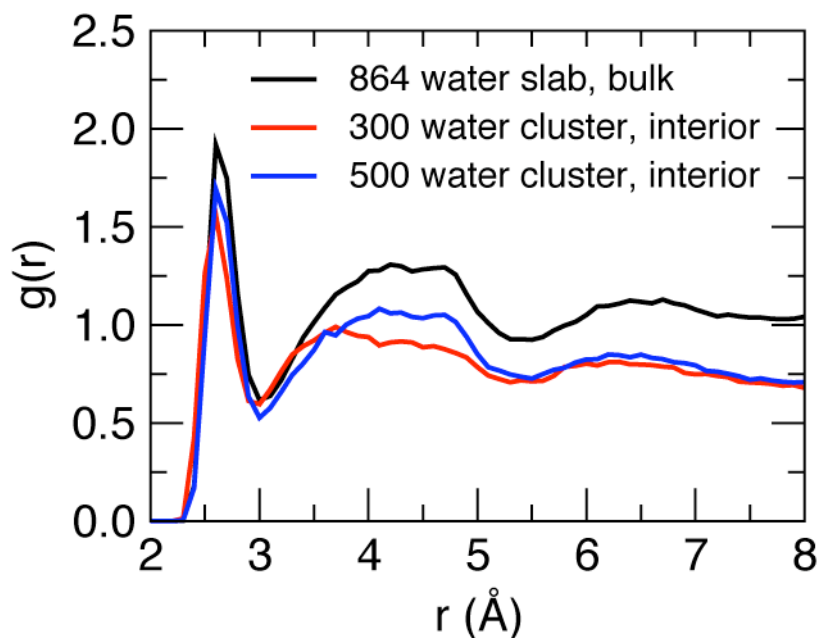 2.5
2.0
1.5
1.0
0.5
0.0
g(r)
864 water slab, bulk
300 water cluster, interior
500 water cluster, interior
2 3 4 5 6 7 8
r (Å)